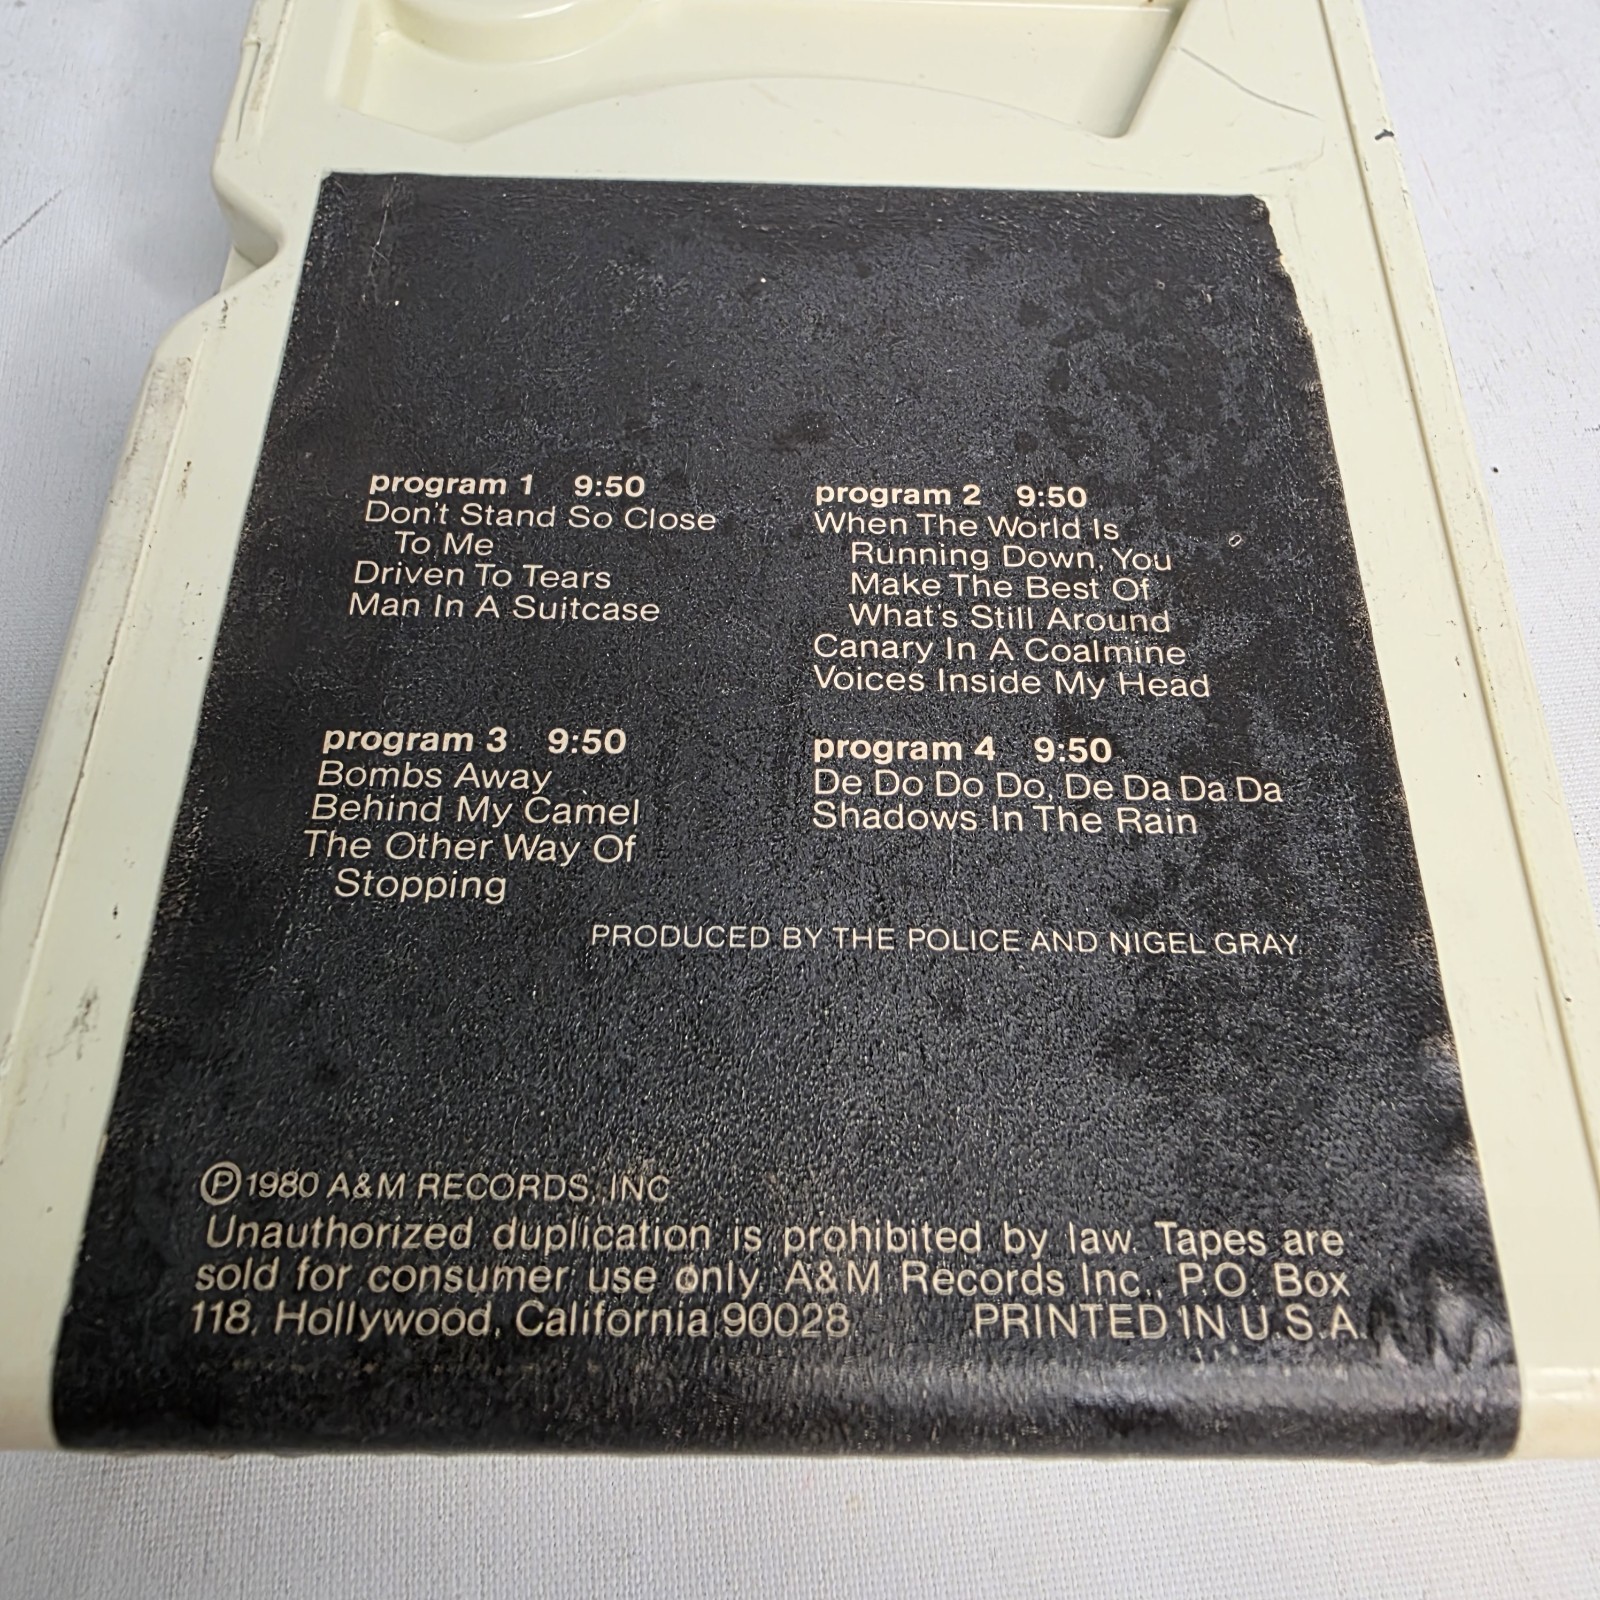 program 1 9:50
Don't Stand So Close
To Me
Driven To Tears
Man In A Suitcase
program 2 9:50
When The World Is
Running Down, You
Make The Best Of
What's Still Around
Canary In A Coalmine
Voices Inside My Head
program 3 9:50
Bombs Away
Behind My Camel
The Other Way Of
Stopping
program 4 9:50
De Do Do Do, De Da Da Da
Shadows In The Rain
PRODUCED BY THE POLICE AND NIGEL GRAY
Ⓟ1980 A&M RECORDS, INC
Unauthorized duplication is prohibited by law. Tapes are
sold for consumer use only. A&M Records Inc., P.O. Box
118, Hollywood, California 90028 PRINTED IN U.S.A.